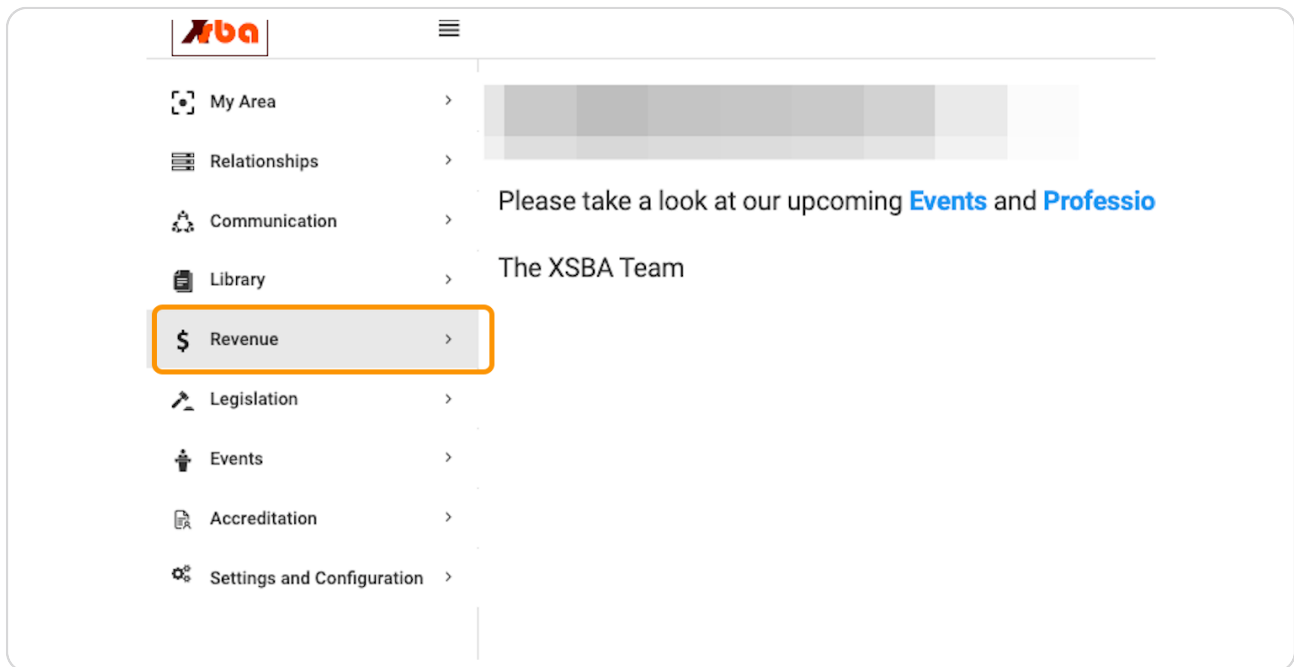 xsba
My Area
Relationships
Communication
Library
$ Revenue
Legislation
Events
Accreditation
Settings and Configuration
Please take a look at our upcoming Events and Professio
The XSBA Team